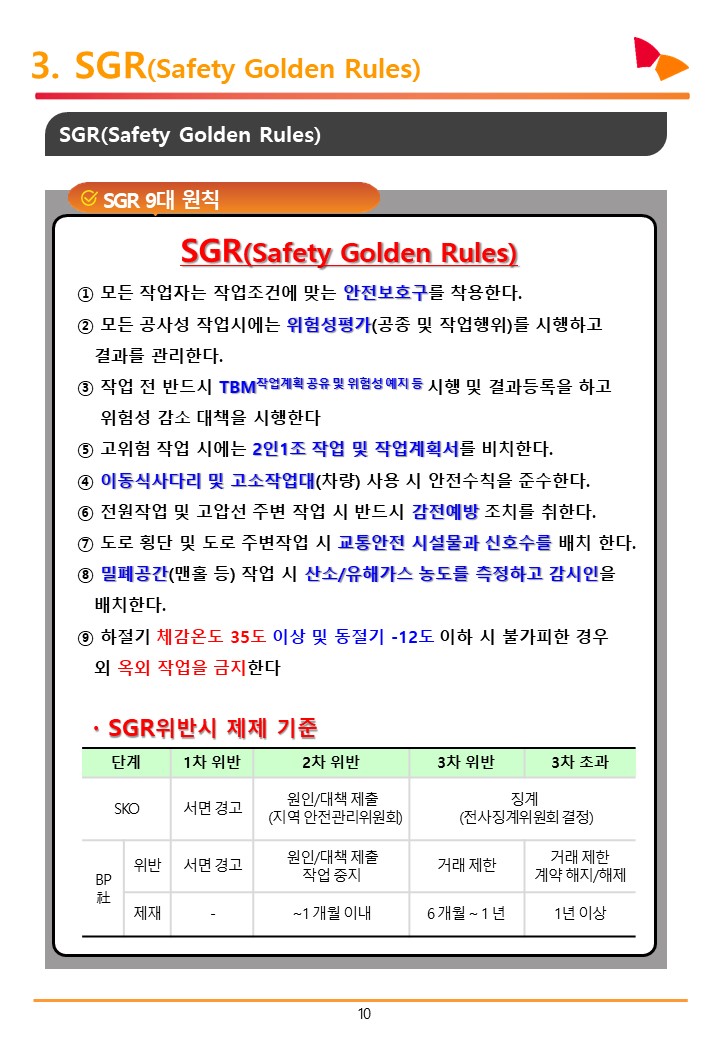 3. SGR(Safety Golden Rules)
SGR(Safety Golden Rules)
SGR 9대 원칙
SGR(Safety Golden Rules)
① 모든 작업자는 작업조건에 맞는 안전보호구를 착용한다.
② 모든 공사성 작업시에는 위험성평가(공종 및 작업행위)를 시행하고
결과를 관리한다.
③ 작업 전 반드시 TBM작업계획 공유 및 위험성 예지 등 시행 및 결과등록을 하고
위험성 감소 대책을 시행한다
⑤ 고위험 작업 시에는 2인1조 작업 및 작업계획서를 비치한다.
④ 이동식사다리 및 고소작업대(차량) 사용 시 안전수칙을 준수한다.
⑥ 전원작업 및 고압선 주변 작업 시 반드시 감전예방 조치를 취한다.
⑦ 도로 횡단 및 도로 주변작업 시 교통안전 시설물과 신호수를 배치 한다.
⑧ 밀폐공간(맨홀 등) 작업 시 산소/유해가스 농도를 측정하고 감시인을
배치한다.
⑨ 하절기 체감온도 35도 이상 및 동절기 -12도 이하 시 불가피한 경우
외 옥외 작업을 금지한다
· SGR위반시 제제 기준
단계 1차 위반 2차 위반 3차 위반 3차 초과
SKO 서면 경고 원인/대책 제출 징계
(지역 안전관리위원회) (전사징계위원회 결정)
BP
社
위반 서면 경고 원인/대책 제출 거래 제한 거래 제한
작업 중지 계약 해지/해제
제재 - ~1개월 이내 6개월 ~ 1년 1년 이상
10